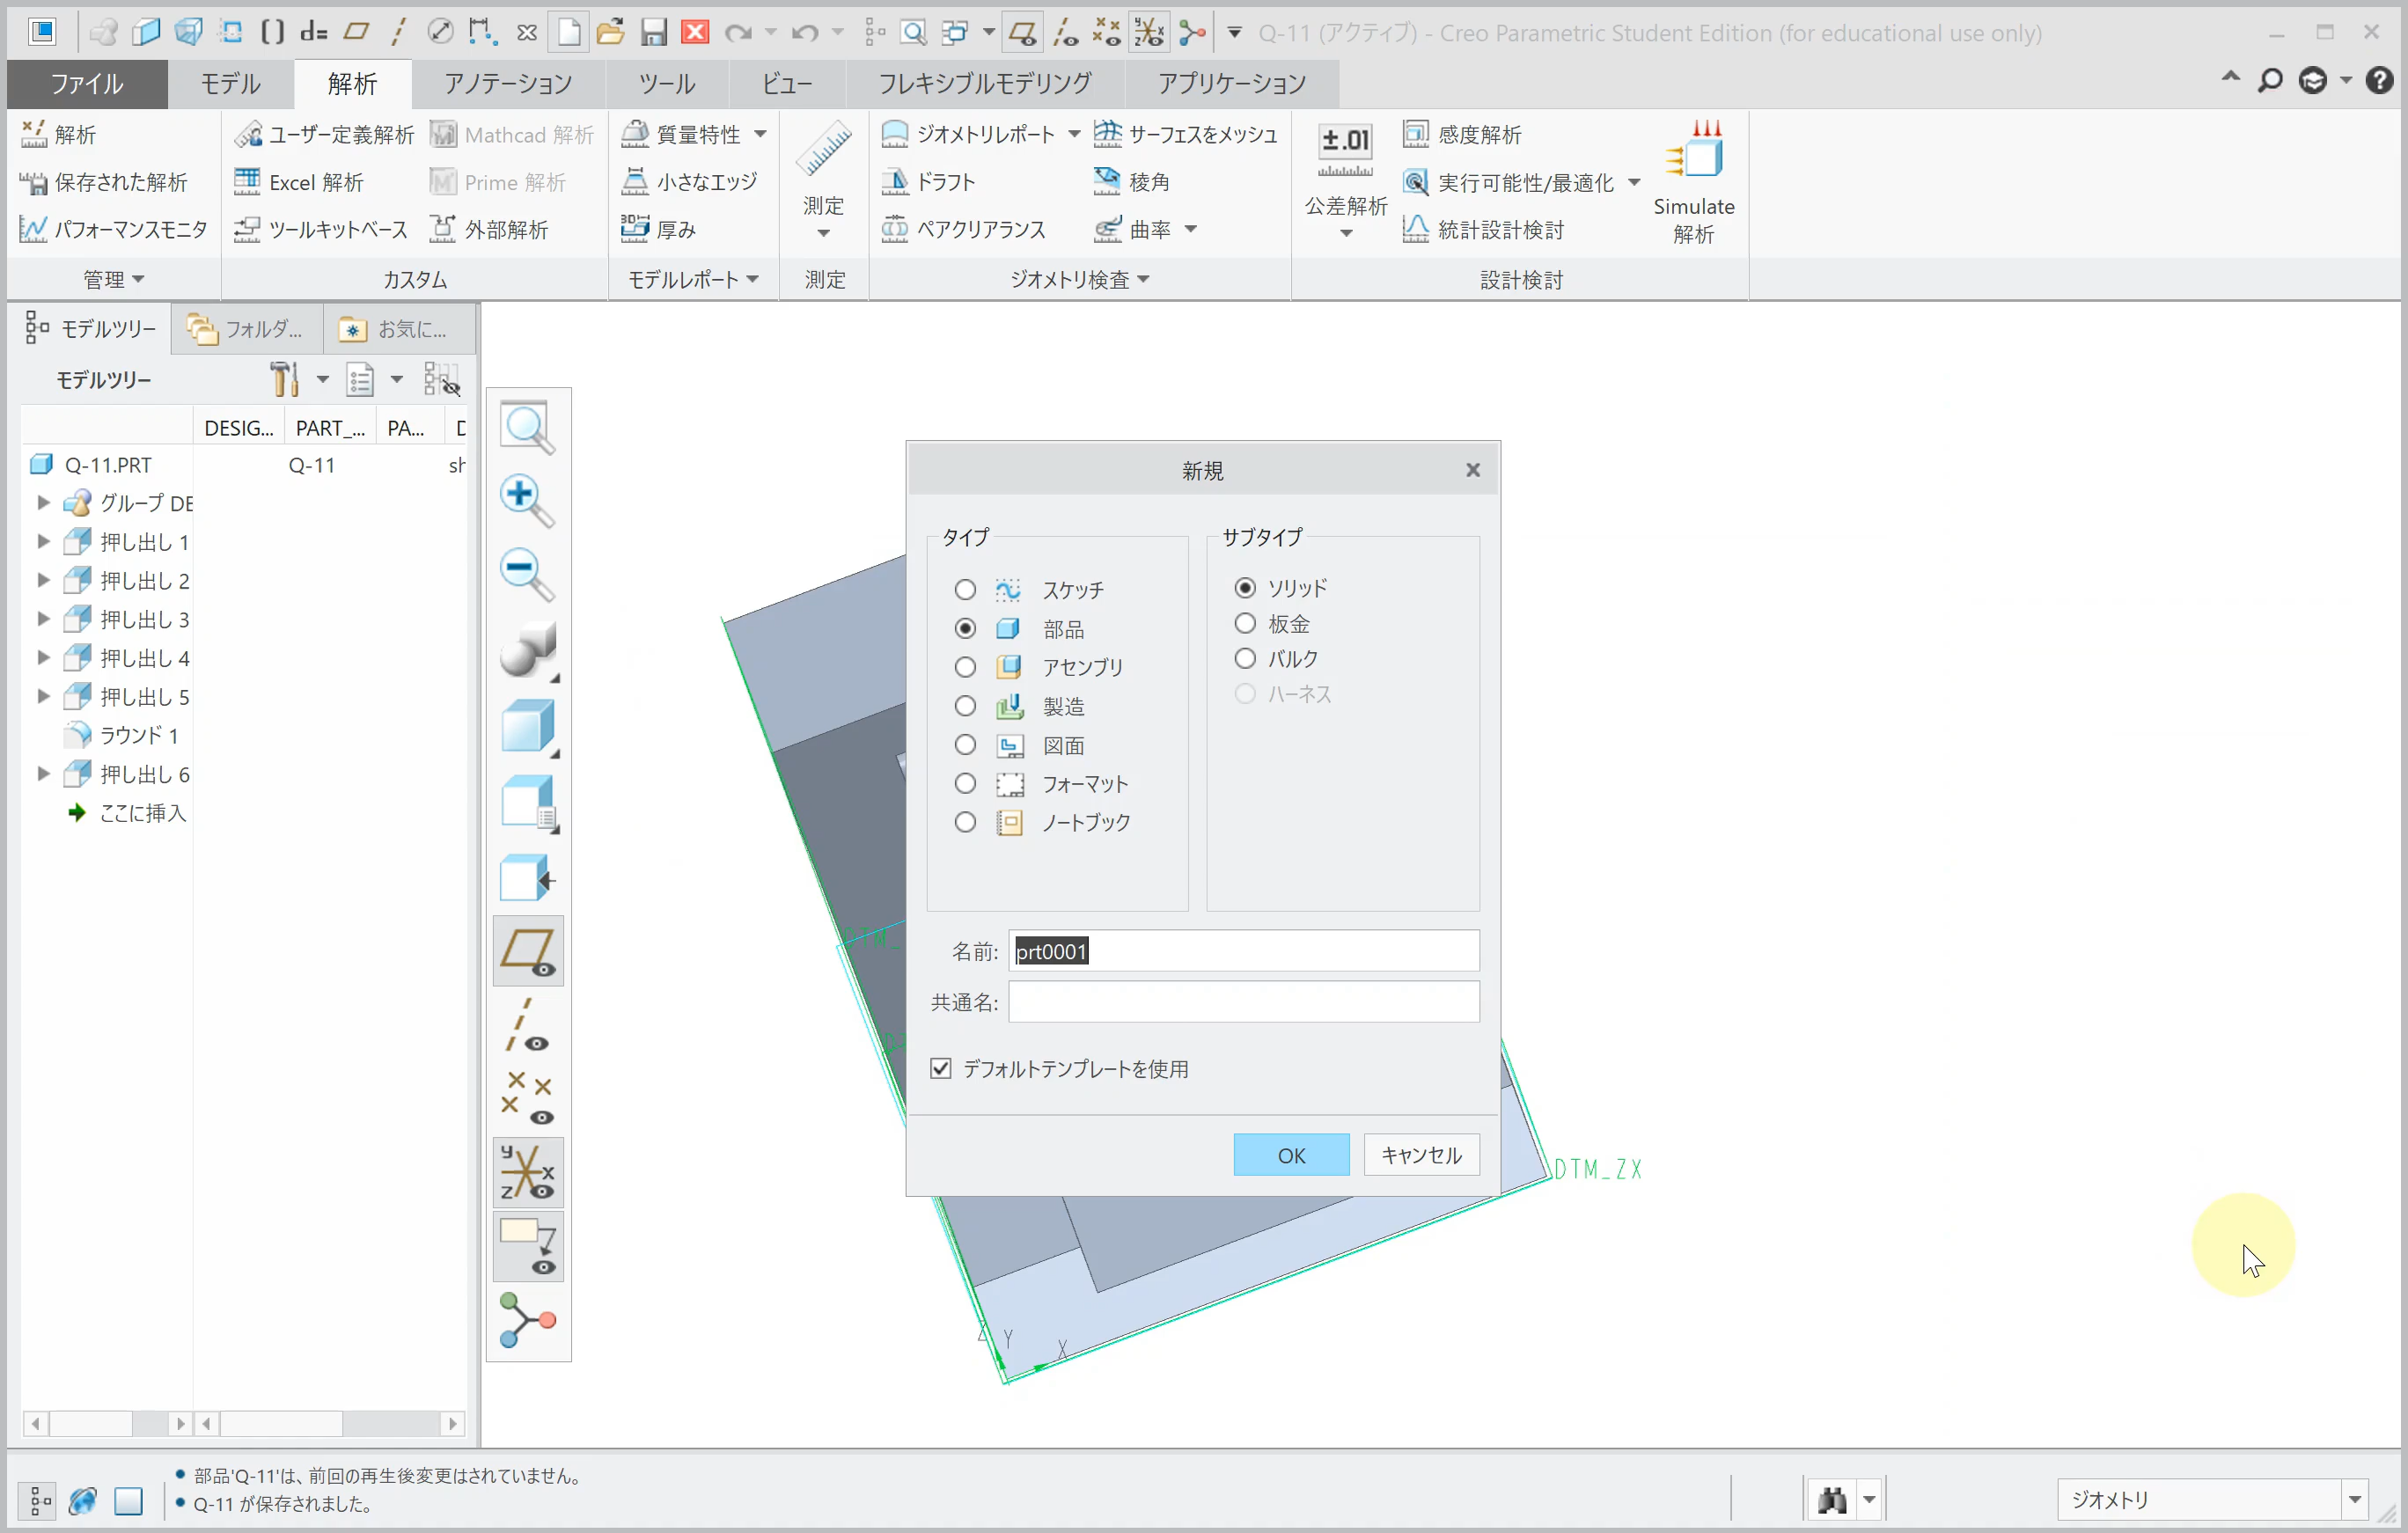 Q-11 (アクティブ) - Creo Parametric Student Edition (for educational use only)
ファイル モデル 解析 アノテーション ツール ビュー フレキシブルモデリング アプリケーション
解析 ユーザー定義解析 Mathcad 解析 質量特性 ジオメトリレポート サーフェスをメッシュ ±.01 感度解析
保存された解析 Excel 解析 Prime 解析 小さなエッジ ドラフト 稜角 実行可能性/最適化
測定 公差解析 Simulate 解析
パフォーマンスモニタ ツールキットベース 外部解析 厚み ペアクリアランス 曲率 統計設計検討
管理 カスタム モデルレポート 測定 ジオメトリ検査 設計検討
モデルツリー フォルダ... お気に...
モデルツリー
DESIG... PART_... PA...
Q-11.PRT Q-11 sh
グループ DE
押し出し 1
押し出し 2
押し出し 3
押し出し 4
押し出し 5
ラウンド 1
押し出し 6
ここに挿入
新規
タイプ
スケッチ
部品
アセンブリ
製造
図面
フォーマット
ノートブック
サブタイプ
ソリッド
板金
バルク
ハーネス
名前: prt0001
共通名:
デフォルトテンプレートを使用
OK キャンセル
DTM_ZX
Y X
部品'Q-11'は、前回の再生後変更はされていません。
Q-11 が保存されました。
ジオメトリ